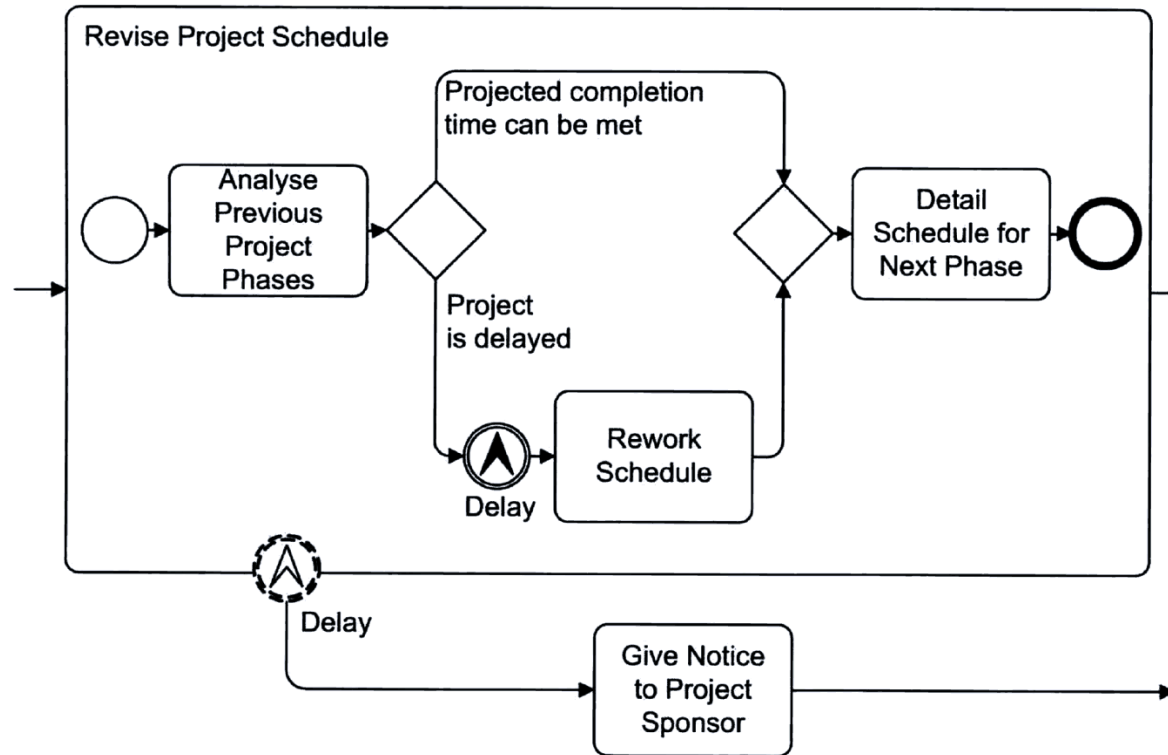 Revise Project Schedule
Projected completion
time can be met
Analyse
Previous
Project
Phases
Detail
Schedule for
Next Phase
Project
is delayed
Rework
Schedule
Delay
Delay
Give Notice
to Project
Sponsor